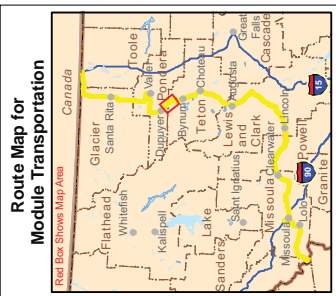 Route Map for
Module Transportation
Red Box Shows Map Area
Canada
Glacier
Toole
Santa Rita
Flathead
Valier
Pondera
Whitefish
Dupuyer
Kalispell
Bynum
Choteau
Teton
Great
Falls
Cascade
Lake
Augusta
Lewis
and
Clark
Saint Ignatius
Sanders
Lincoln
Missoula
Clearwater
Powell
Missoula
Lolo
Granite
90
15